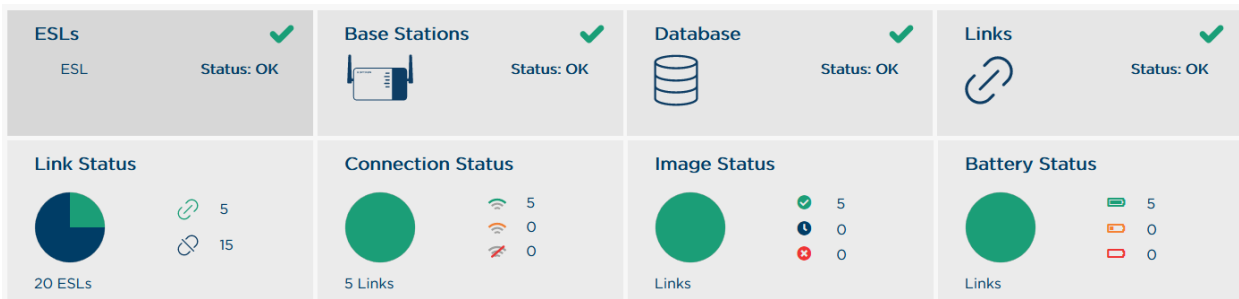 ESLs
ESL
Status: OK
Base Stations
Status: OK
Database
Status: OK
Links
Status: OK
Link Status
5
15
20 ESLs
Connection Status
5
0
0
5 Links
Image Status
5
0
0
Links
Battery Status
5
0
0
Links